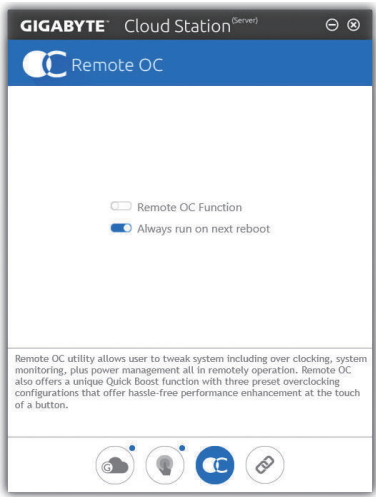 GIGABYTE™ Cloud Station(Server)
Remote OC
Remote OC Function
Always run on next reboot
Remote OC utility allows user to tweak system including over clocking, system
monitoring, plus power management all in remotely operation. Remote OC
also offers a unique Quick Boost function with three preset overclocking
configurations that offer hassle-free performance enhancement at the touch
of a button.
G